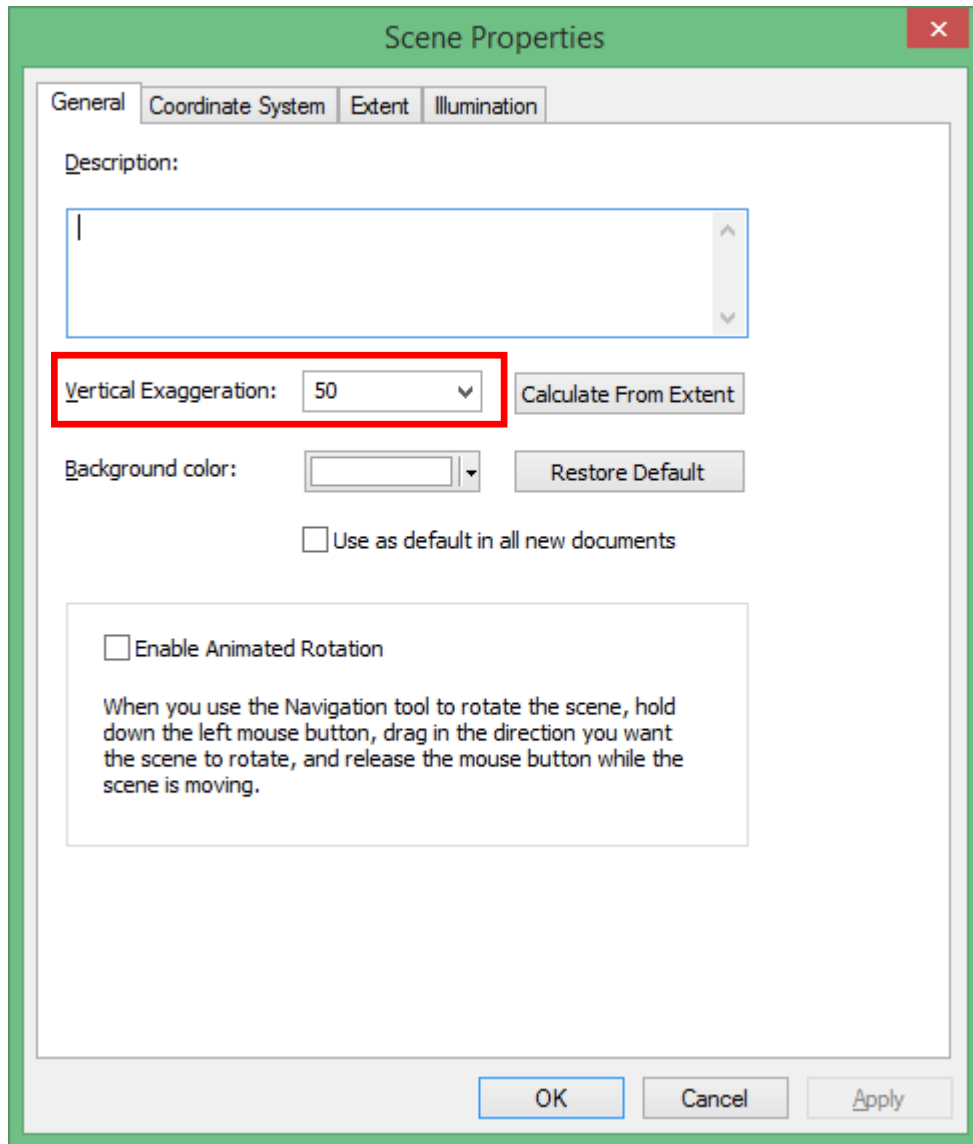 Scene Properties
General Coordinate System Extent Illumination
Description:
Vertical Exaggeration: 50 Calculate From Extent
Background color: Restore Default
Use as default in all new documents
Enable Animated Rotation
When you use the Navigation tool to rotate the scene, hold
down the left mouse button, drag in the direction you want
the scene to rotate, and release the mouse button while the
scene is moving.
OK Cancel Apply